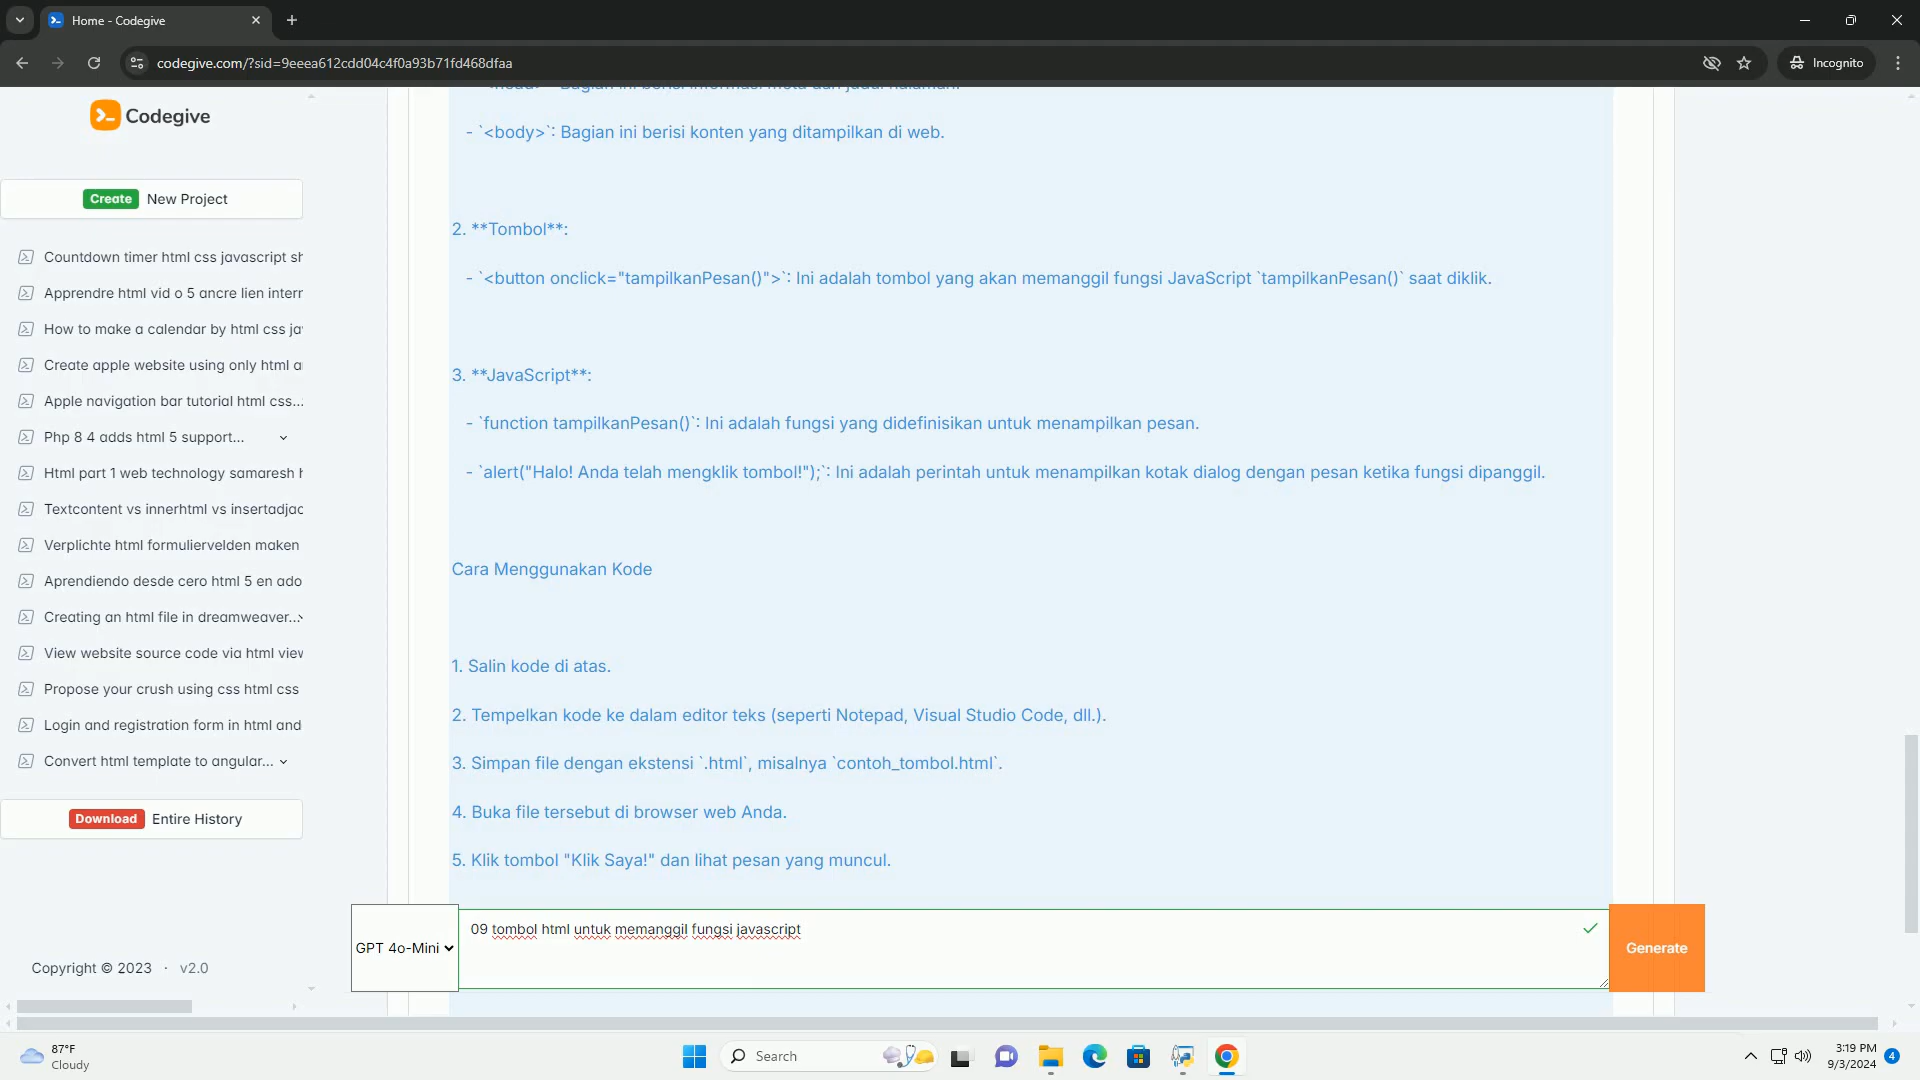 Home - Codegive
codegive.com/?sid=9eeea612cdd04c4f0a93b71fd468dfaa
Incognito
Codegive
Create New Project
Countdown timer html css javascript sh
Apprendre html vid o 5 ancre lien intern
How to make a calendar by html css jav
Create apple website using only html a
Apple navigation bar tutorial html css...
Php 8 4 adds html 5 support...
Html part 1 web technology samaresh h
Textcontent vs innerhtml vs insertadjac
Verplichte html formuliervelden maken
Aprendiendo desde cero html 5 en ado
Creating an html file in dreamweaver...
View website source code via html view
Propose your crush using css html css
Login and registration form in html and
Convert html template to angular...
Download Entire History
Copyright © 2023 · v2.0
- `<body>`: Bagian ini berisi konten yang ditampilkan di web.
2. **Tombol**:
- `<button onclick="tampilkanPesan()">`: Ini adalah tombol yang akan memanggil fungsi JavaScript `tampilkanPesan()` saat diklik.
3. **JavaScript**:
- `function tampilkanPesan()`: Ini adalah fungsi yang didefinisikan untuk menampilkan pesan.
- `alert("Halo! Anda telah mengklik tombol!");`: Ini adalah perintah untuk menampilkan kotak dialog dengan pesan ketika fungsi dipanggil.
Cara Menggunakan Kode
1. Salin kode di atas.
2. Tempelkan kode ke dalam editor teks (seperti Notepad, Visual Studio Code, dll.).
3. Simpan file dengan ekstensi `.html`, misalnya `contoh_tombol.html`.
4. Buka file tersebut di browser web Anda.
5. Klik tombol "Klik Saya!" dan lihat pesan yang muncul.
GPT 4o-Mini
09 tombol html untuk memanggil fungsi javascript
Generate
87°F
Cloudy
Search
3:19 PM
9/3/2024
4